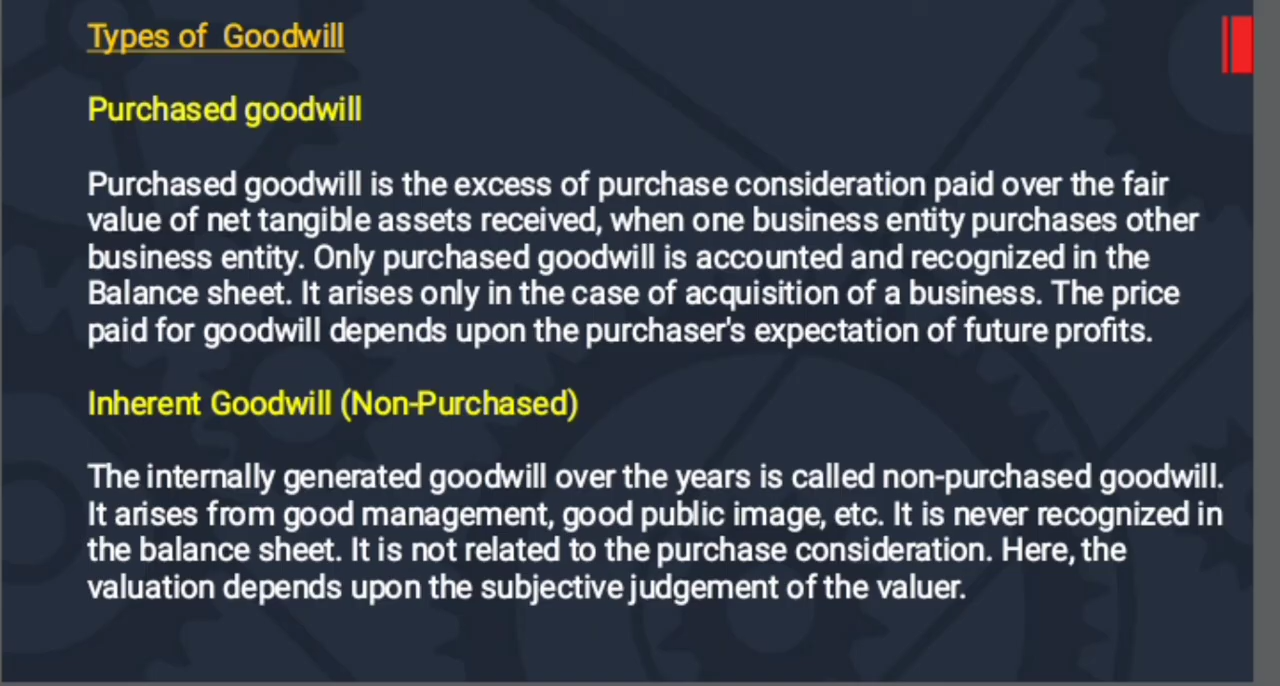 Types of Goodwill
Purchased goodwill
Purchased goodwill is the excess of purchase consideration paid over the fair
value of net tangible assets received, when one business entity purchases other
business entity. Only purchased goodwill is accounted and recognized in the
Balance sheet. It arises only in the case of acquisition of a business. The price
paid for goodwill depends upon the purchaser's expectation of future profits.
Inherent Goodwill (Non-Purchased)
The internally generated goodwill over the years is called non-purchased goodwill.
It arises from good management, good public image, etc. It is never recognized in
the balance sheet. It is not related to the purchase consideration. Here, the
valuation depends upon the subjective judgement of the valuer.